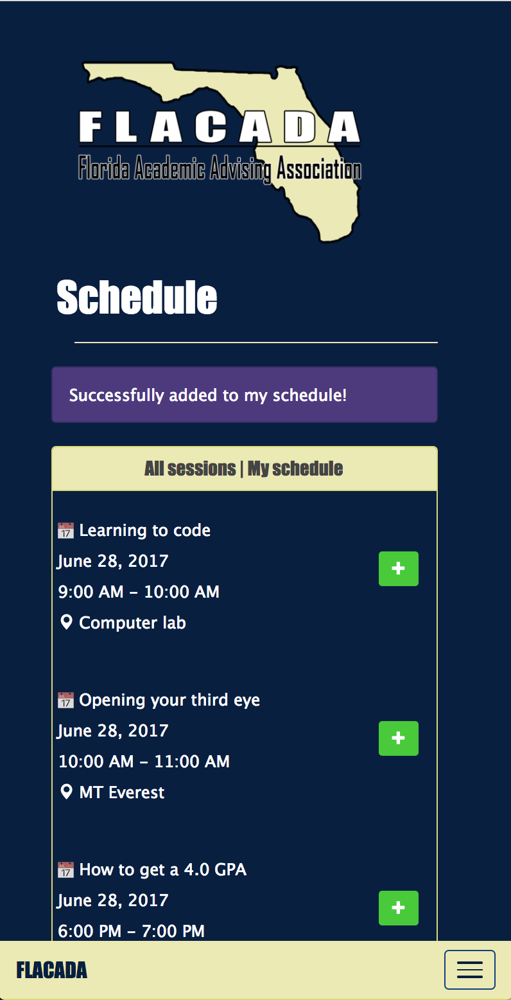 FLACADA
Florida Academic Advising Association
Schedule
Successfully added to my schedule!
All sessions | My schedule
17 Learning to code
June 28, 2017
9:00 AM – 10:00 AM
Computer lab
17 Opening your third eye
June 28, 2017
10:00 AM – 11:00 AM
MT Everest
17 How to get a 4.0 GPA
June 28, 2017
6:00 PM – 7:00 PM
FLACADA